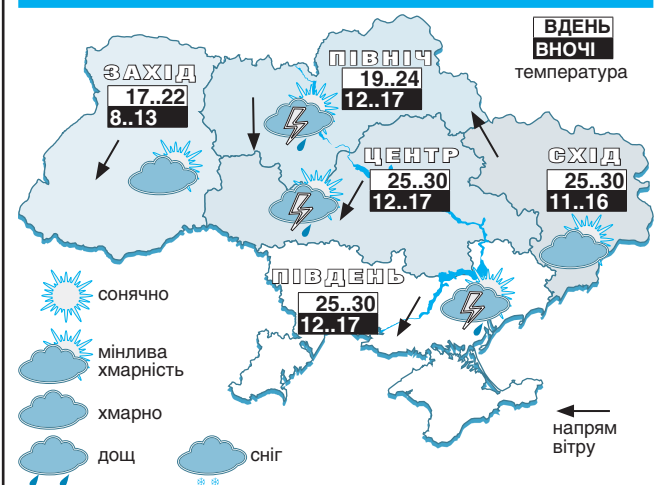 ВДЕНЬ
ВНОЧІ
температура
ЗАХІД
17..22
8..13
ПІВНІЧ
19..24
12..17
ЦЕНТР
25..30
12..17
СХІД
25..30
11..16
ПІВДЕНЬ
25..30
12..17
сонячно
мінлива
хмарність
хмарно
дощ
сніг
напрям
вітру